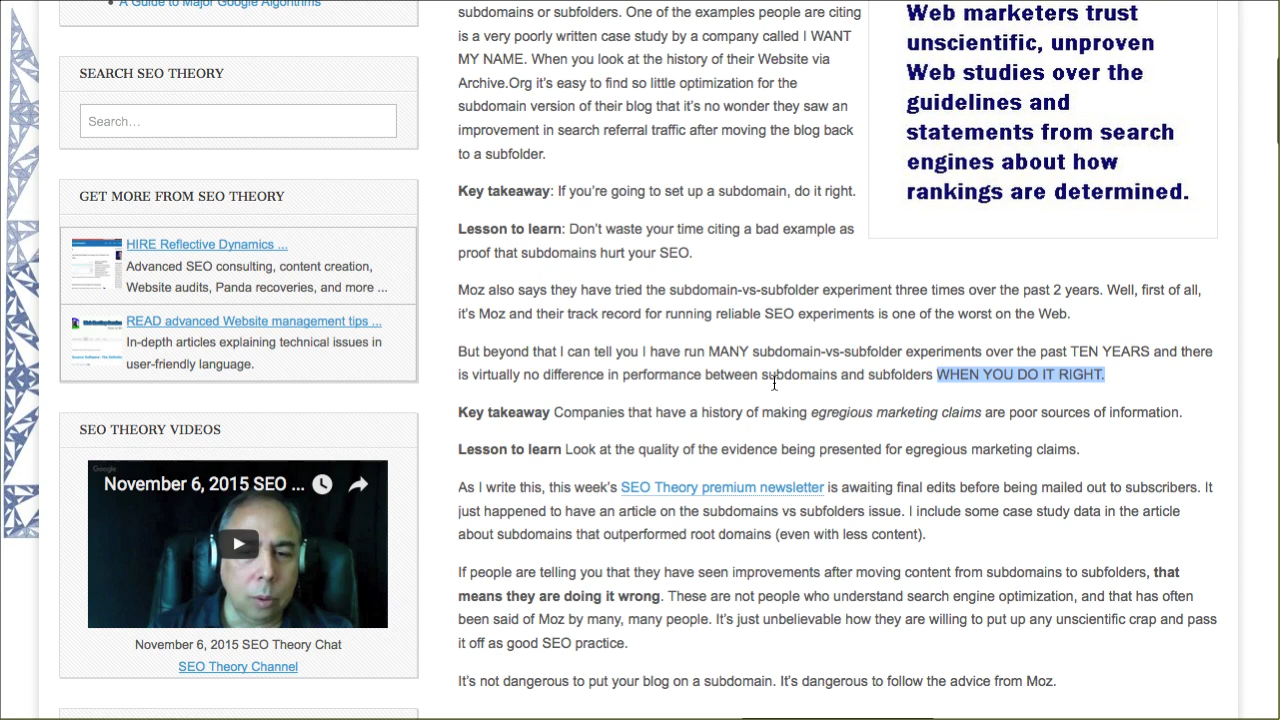 A Guide to Major Google Algorithms
SEARCH SEO THEORY
Search…
GET MORE FROM SEO THEORY
HIRE Reflective Dynamics ...
Advanced SEO consulting, content creation,
Website audits, Panda recoveries, and more ...
READ advanced Website management tips ...
In-depth articles explaining technical issues in
user-friendly language.
SEO THEORY VIDEOS
Google
November 6, 2015 SEO ...
November 6, 2015 SEO Theory Chat
SEO Theory Channel
subdomains or subfolders. One of the examples people are citing
is a very poorly written case study by a company called I WANT
MY NAME. When you look at the history of their Website via
Archive.Org it’s easy to find so little optimization for the
subdomain version of their blog that it’s no wonder they saw an
improvement in search referral traffic after moving the blog back
to a subfolder.
Web marketers trust
unscientific, unproven
Web studies over the
guidelines and
statements from search
engines about how
rankings are determined.
Key takeaway: If you’re going to set up a subdomain, do it right.
Lesson to learn: Don’t waste your time citing a bad example as
proof that subdomains hurt your SEO.
Moz also says they have tried the subdomain-vs-subfolder experiment three times over the past 2 years. Well, first of all,
it’s Moz and their track record for running reliable SEO experiments is one of the worst on the Web.
But beyond that I can tell you I have run MANY subdomain-vs-subfolder experiments over the past TEN YEARS and there
is virtually no difference in performance between subdomains and subfolders WHEN YOU DO IT RIGHT.
Key takeaway Companies that have a history of making egregious marketing claims are poor sources of information.
Lesson to learn Look at the quality of the evidence being presented for egregious marketing claims.
As I write this, this week’s SEO Theory premium newsletter is awaiting final edits before being mailed out to subscribers. It
just happened to have an article on the subdomains vs subfolders issue. I include some case study data in the article
about subdomains that outperformed root domains (even with less content).
If people are telling you that they have seen improvements after moving content from subdomains to subfolders, that
means they are doing it wrong. These are not people who understand search engine optimization, and that has often
been said of Moz by many, many people. It’s just unbelievable how they are willing to put up any unscientific crap and pass
it off as good SEO practice.
It’s not dangerous to put your blog on a subdomain. It’s dangerous to follow the advice from Moz.